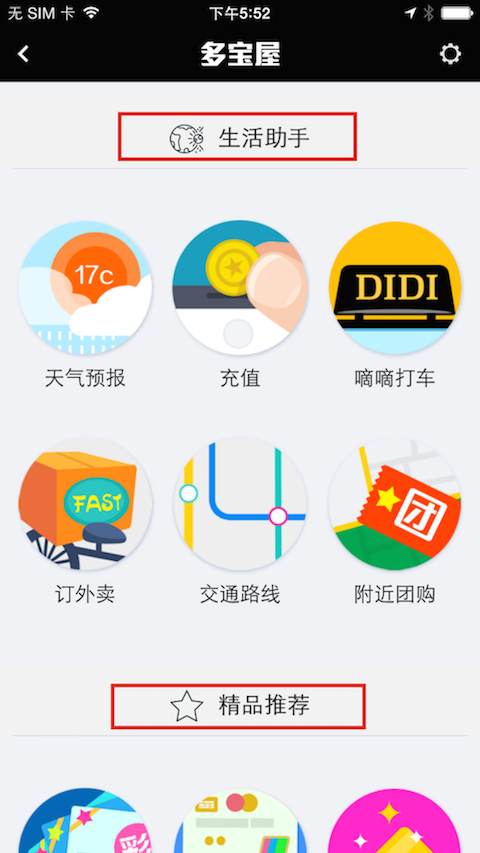 无 SIM 卡
下午5:52
多宝屋
生活助手
17c
DIDI
天气预报
充值
嘀嘀打车
FAST
团
订外卖
交通路线
附近团购
精品推荐
彩